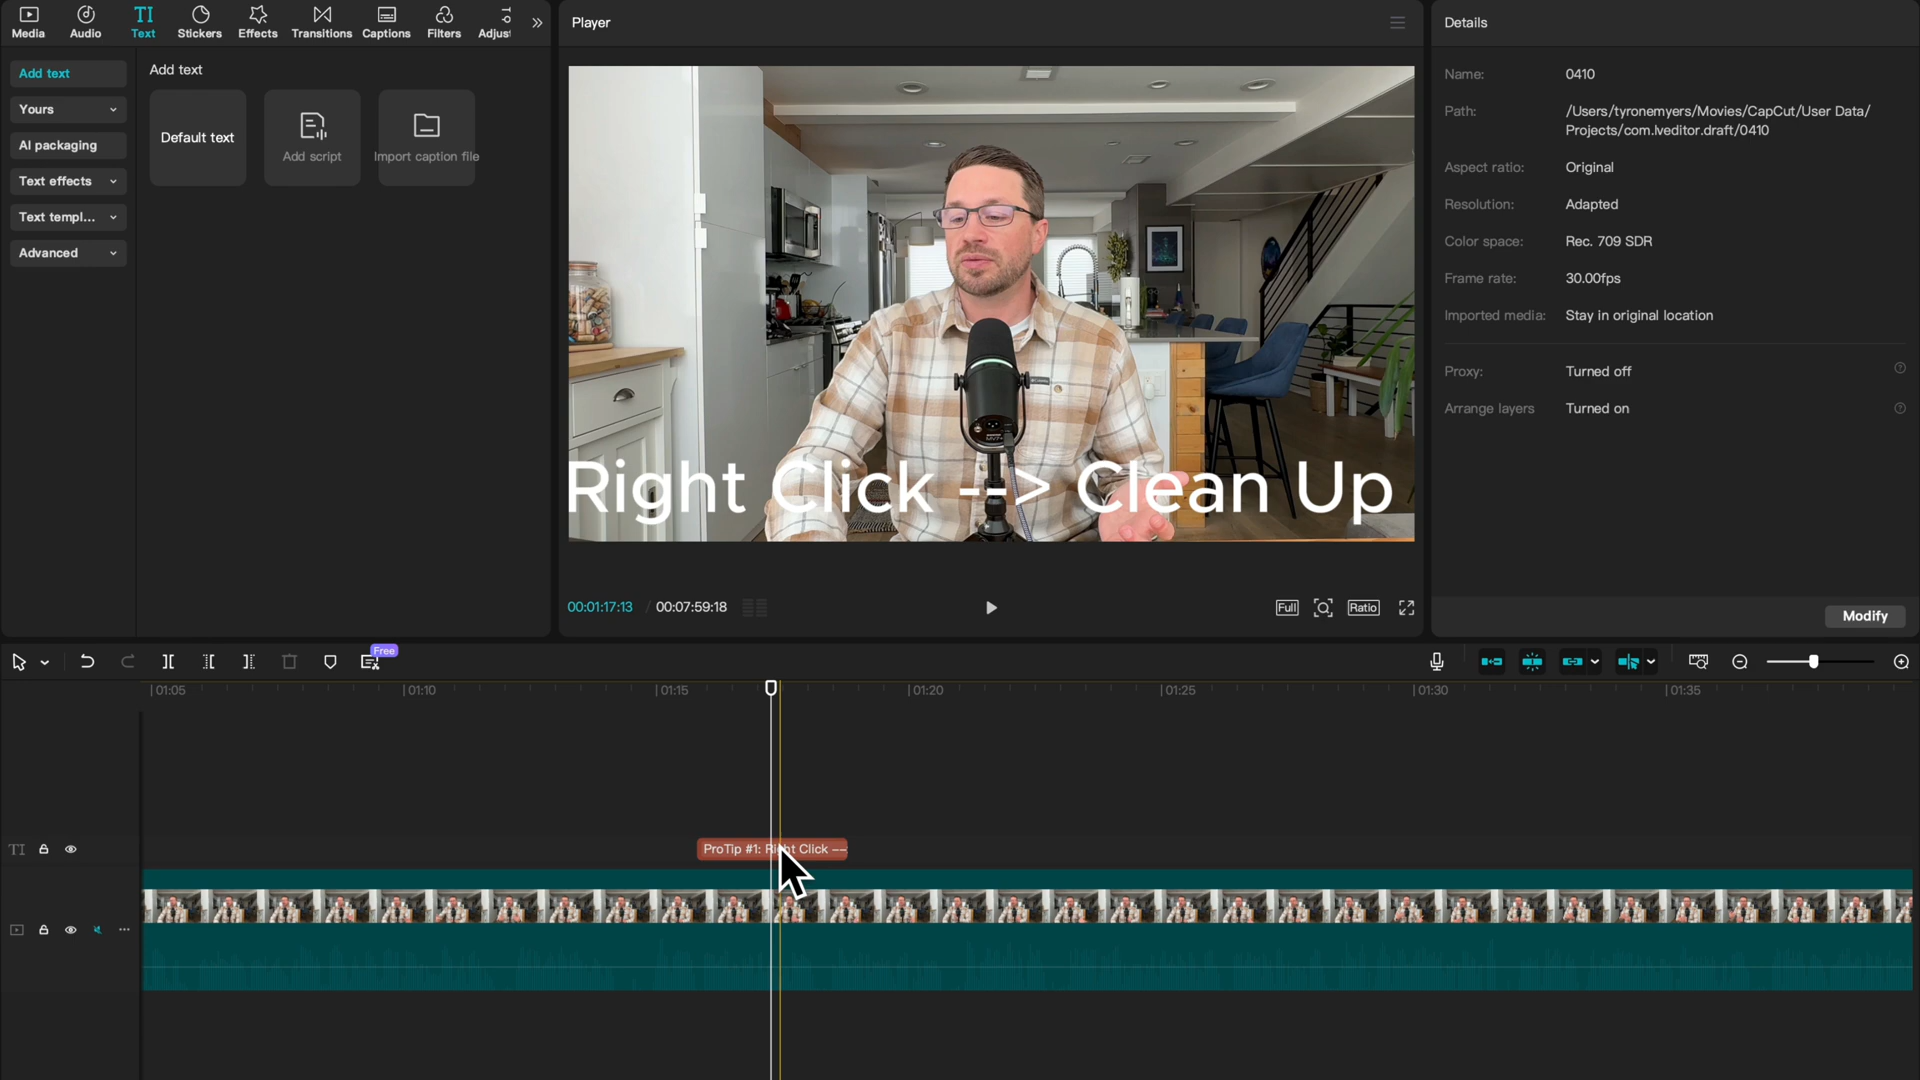 Media
Audio
TI
Text
Stickers
Effects
Transitions
Captions
Filters
Adjus
Player
Details
Add text
Yours
AI packaging
Text effects
Text templ...
Advanced
Add text
Default text
Add script
Import caption file
Right Click --> Clean Up
00:01:17:13 / 00:07:59:18
Full
Ratio
Name: 0410
Path: /Users/tyronemyers/Movies/CapCut/User Data/
Projects/com.lveditor.draft/0410
Aspect ratio: Original
Resolution: Adapted
Color space: Rec. 709 SDR
Frame rate: 30.00fps
Imported media: Stay in original location
Proxy: Turned off
Arrange layers Turned on
Modify
Free
01:05
01:10
01:15
01:20
01:25
01:30
01:35
TI
ProTip #1: Right Click --